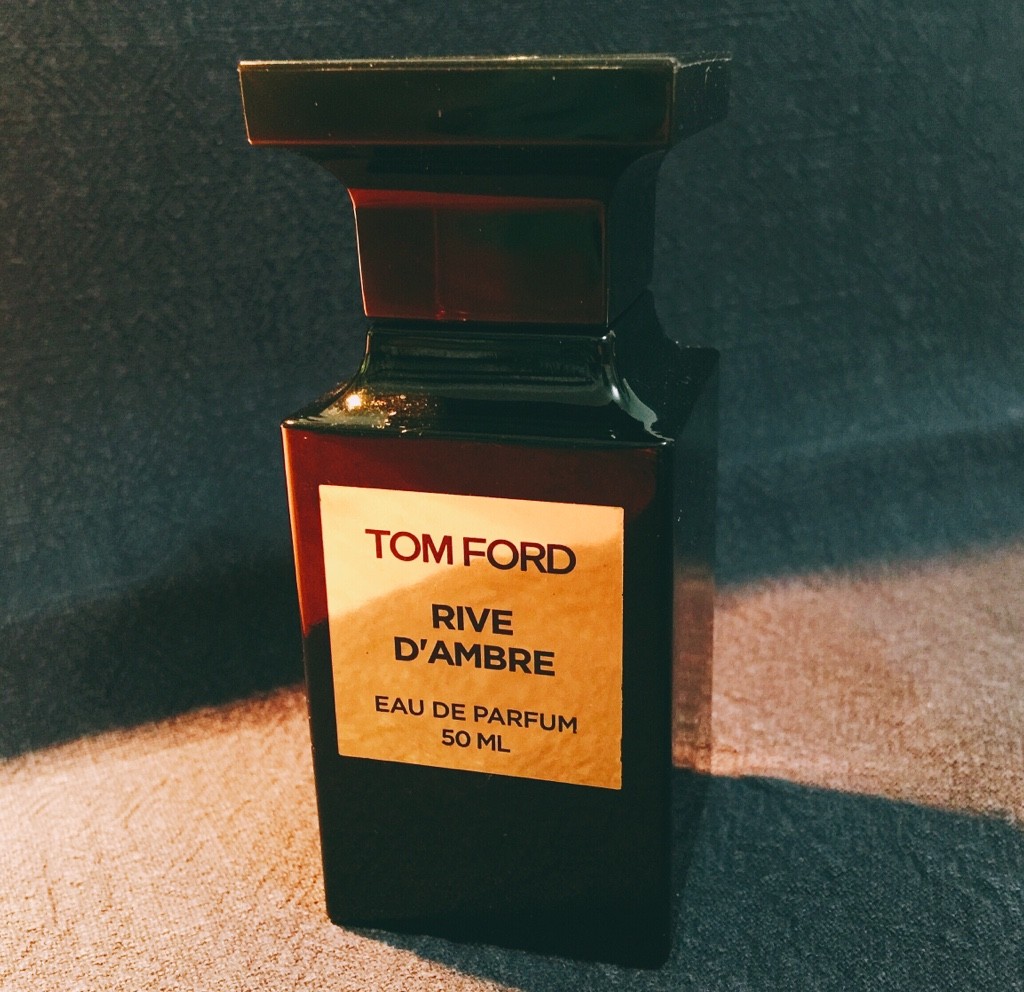 TOM FORD
RIVE
D'AMBRE
EAU DE PARFUM
50 ML